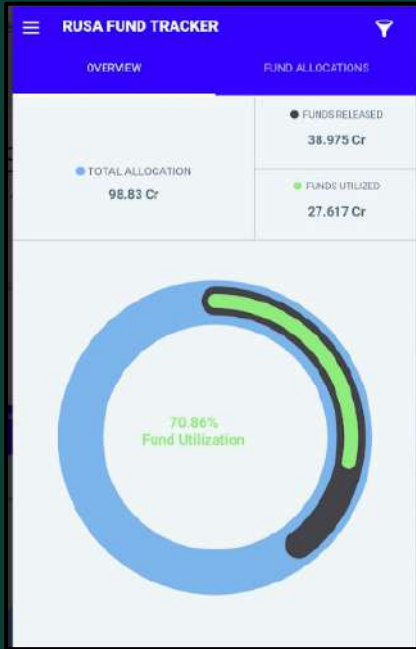 RUSA FUND TRACKER
OVERVIEW
FUND ALLOCATIONS
TOTAL ALLOCATION
98.83 Cr
FUNDS RELEASED
38.975 Cr
FUNDS UTILIZED
27.617 Cr
70.86%
Fund Utilization